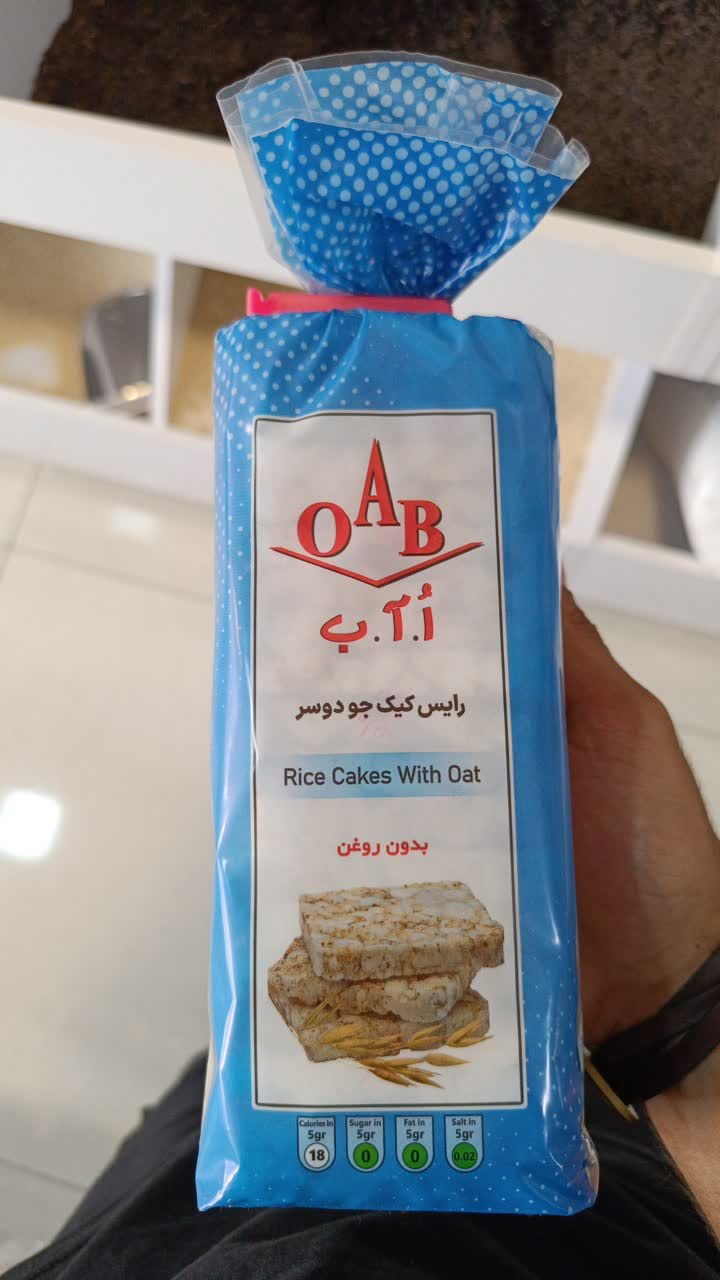 OAB
اُ.آ.ب
رایس کیک جو دوسر
Rice Cakes With Oat
بدون روغن
Calories in Sugar in Fat in Salt in
5gr 5gr 5gr 5gr
18 0 0 0.02